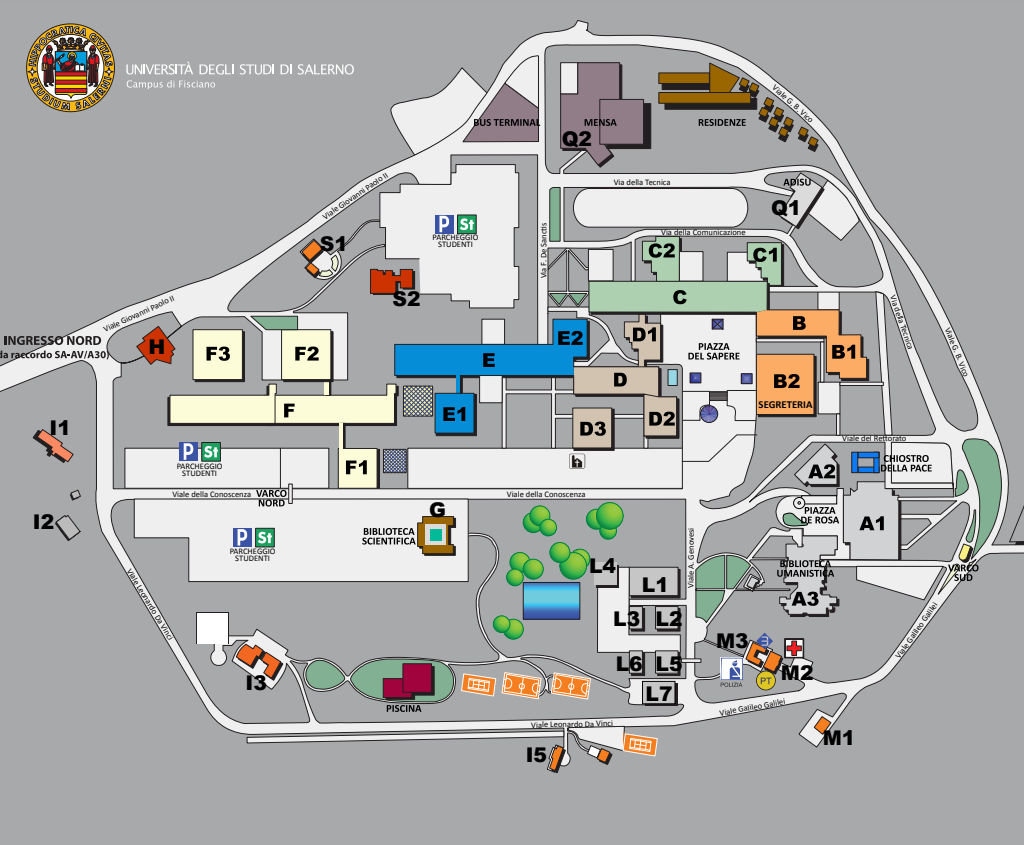 HIPPOCRATICA CIVITAS
STUDIUM SALERNI
UNIVERSITÀ DEGLI STUDI DI SALERNO
Campus di Fisciano
BUS TERMINAL
MENSA
Q2
RESIDENZE
Viale G. B. Vico
Via della Tecnica
ADISU
Q1
Viale Giovanni Paolo II
P St
PARCHEGGIO
STUDENTI
Via F. De Sanctis
Via della Comunicazione
S1
S2
C2
C1
C
Viale Giovanni Paolo II
INGRESSO NORD
da raccordo SA-AV/A30)
H
F3
F2
E
E2
D1
PIAZZA
DEL SAPERE
B
B1
B2
SEGRETERIA
Via della Tecnica
Viale G. B. Vico
D
F
E1
D3
D2
I1
P St
PARCHEGGIO
STUDENTI
F1
Viale del Rettorato
A2
CHIOSTRO
DELLA PACE
Viale della Conoscenza
VARCO
NORD
Viale della Conoscenza
I2
G
BIBLIOTECA
SCIENTIFICA
P St
PARCHEGGIO
STUDENTI
PIAZZA
DE ROSA
A1
Viale A. Genovesi
BIBLIOTECA
UMANISTICA
VARCO
SUD
A3
L4
L1
L3
L2
L6
L5
L7
Viale Leonardo Da Vinci
Viale Galileo Galilei
M3
3
M2
POLIZIA
PT
I3
PISCINA
Viale Galileo Galilei
Viale Leonardo Da Vinci
I5
M1